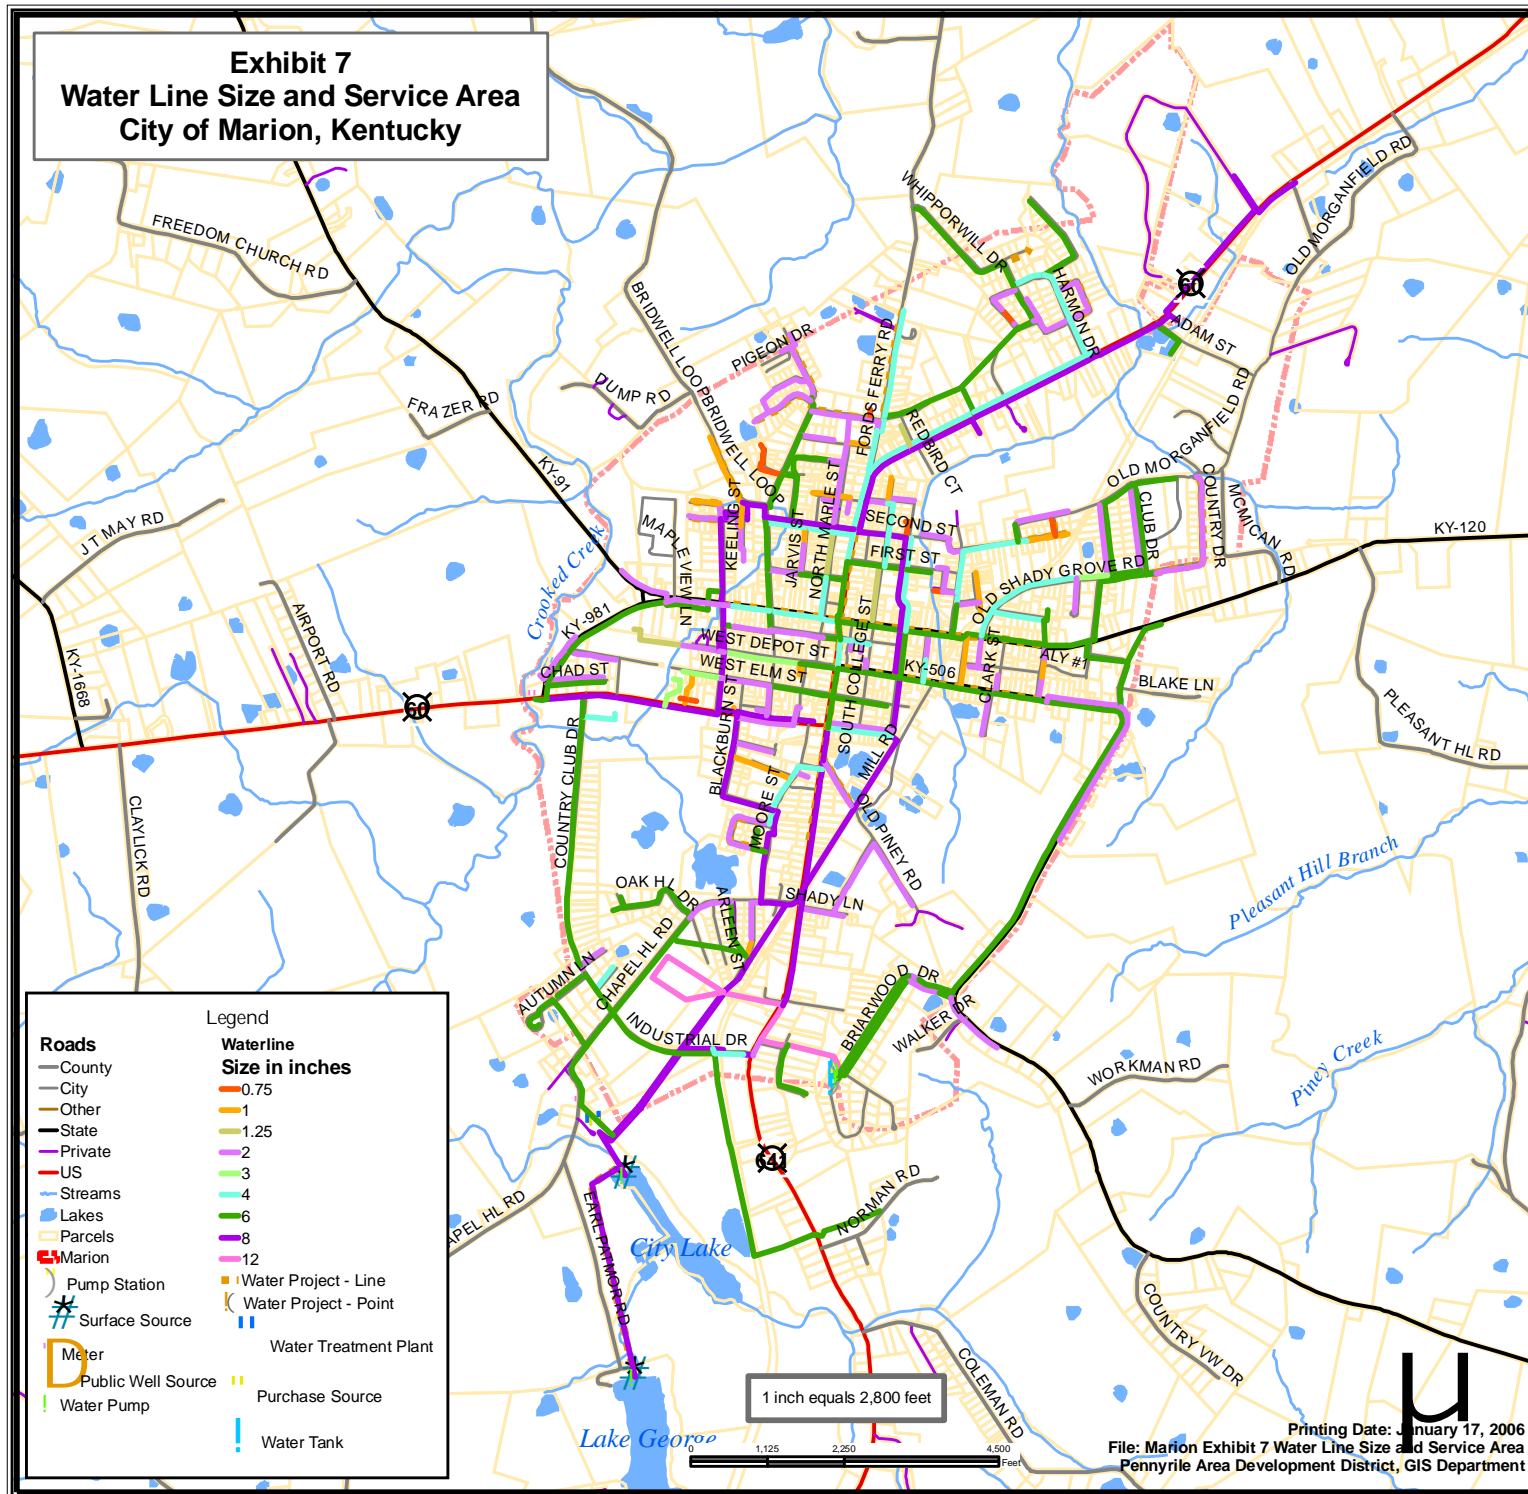 Exhibit 7
Water Line Size and Service Area
City of Marion, Kentucky
FREEDOM CHURCH RD
WHIPPORWILL DR
OLD MORGANFIELD RD
HARMON DR
60
ADAM ST
BRIDWELL LOOP
BRIDWELL LOOP
PIGEON DR
FORDS FERRY RD
DUMP RD
FRAZER RD
REDBIRD CT
OLD MORGANFIELD RD
KY-91
J T MAY RD
KEELING ST
JARVIS ST
NORTH MAPLE ST
SECOND ST
FIRST ST
CLUB DR
COUNTRY DR
MCMICAN RD
KY-120
MAPLE VIEW LN
Crooked Creek
OLD SHADY GROVE RD
KY-981
AIRPORT RD
KY-1668
WEST DEPOT ST
WEST ELM ST
CHAD ST
SOUTH COLLEGE ST
KY-506
CLARK ST
ALY #1
BLAKE LN
PLEASANT HL RD
60
BLACKBURN ST
COUNTRY CLUB DR
MILL RD
MOORE ST
OLD PINEY RD
CLAYLICK RD
Pleasant Hill Branch
OAK HL DR
ARLEEN ST
SHADY LN
CHAPEL HL RD
AUTUMN LN
BRIARWOOD DR
WALKER DR
INDUSTRIAL DR
WORKMAN RD
Piney Creek
641
NORMAN RD
APEL HL RD
EARL PATMOR RD
City Lake
COUNTRY VW DR
COLEMAN RD
Lake George
Legend
Roads
County
City
Other
State
Private
US
Streams
Lakes
Parcels
Marion
Pump Station
Surface Source
Meter
D
Public Well Source
Water Pump
Waterline
Size in inches
0.75
1
1.25
2
3
4
6
8
12
Water Project - Line
Water Project - Point
Water Treatment Plant
Purchase Source
Water Tank
1 inch equals 2,800 feet
0 1,125 2,250 4,500
Feet
µ
Printing Date: January 17, 2006
File: Marion Exhibit 7 Water Line Size and Service Area
Pennyrile Area Development District, GIS Department